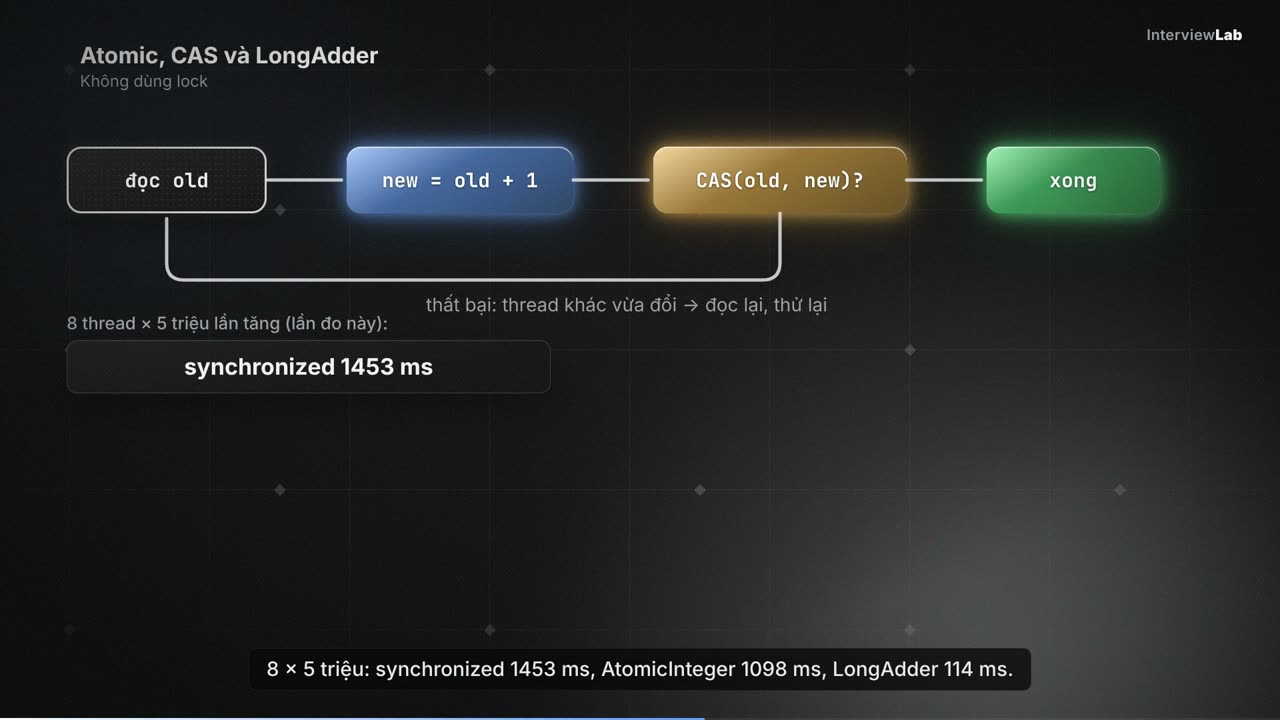 Atomic, CAS và LongAdder
InterviewLab
Không dùng lock
đọc old
new = old + 1
CAS(old, new)?
xong
thất bại: thread khác vừa đổi → đọc lại, thử lại
8 thread × 5 triệu lần tăng (lần đo này):
synchronized 1453 ms
8 × 5 triệu: synchronized 1453 ms, AtomicInteger 1098 ms, LongAdder 114 ms.